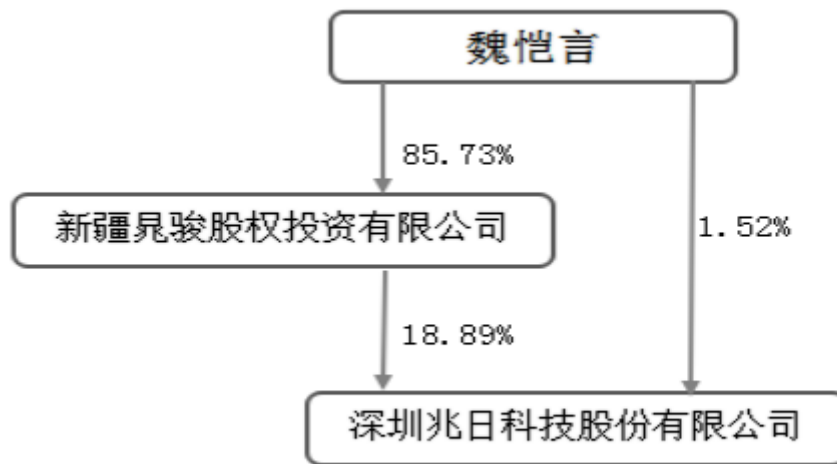 魏恺言
85.73%
新疆晁骏股权投资有限公司
1.52%
18.89%
深圳兆日科技股份有限公司